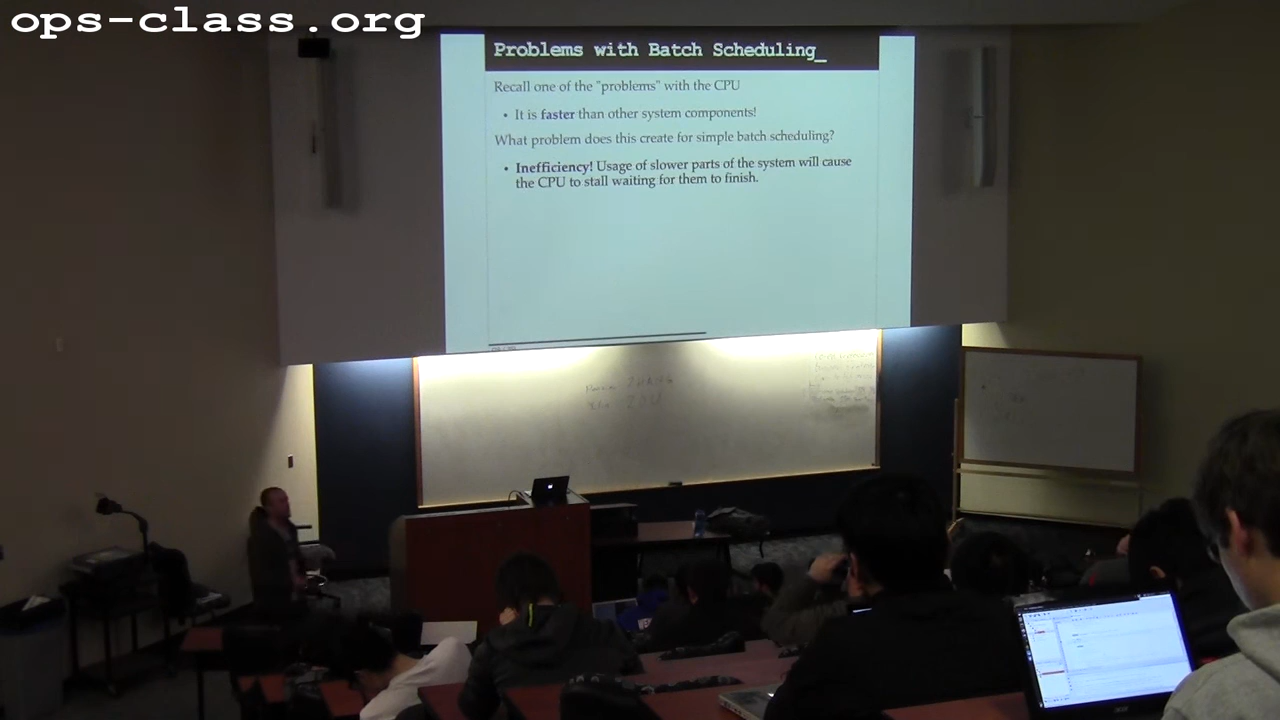 ops-class.org
Problems with Batch Scheduling_
Recall one of the "problems" with the CPU
• It is faster than other system components!
What problem does this create for simple batch scheduling?
• Inefficiency! Usage of slower parts of the system will cause
the CPU to stall waiting for them to finish.